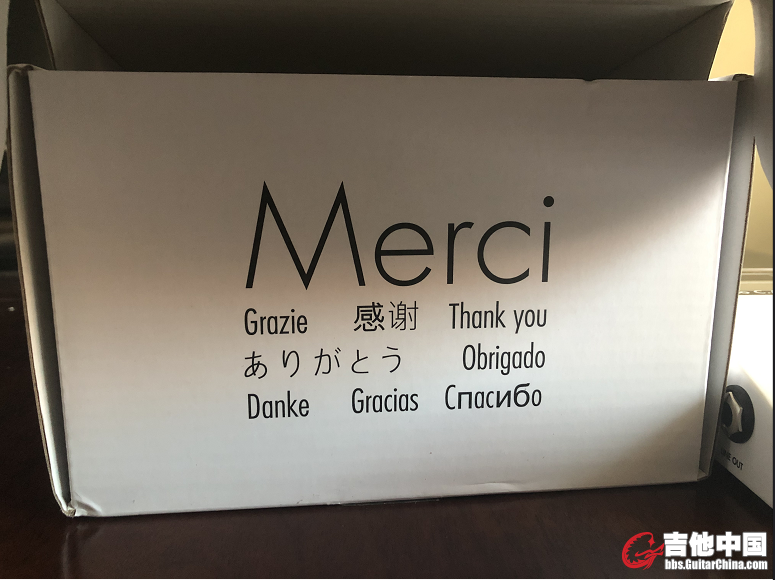 Merci
Grazie 感谢 Thank you
ありがとう Obrigado
Danke Gracias Спасибо
OUT
吉他中国
bbs.GuitarChina.com